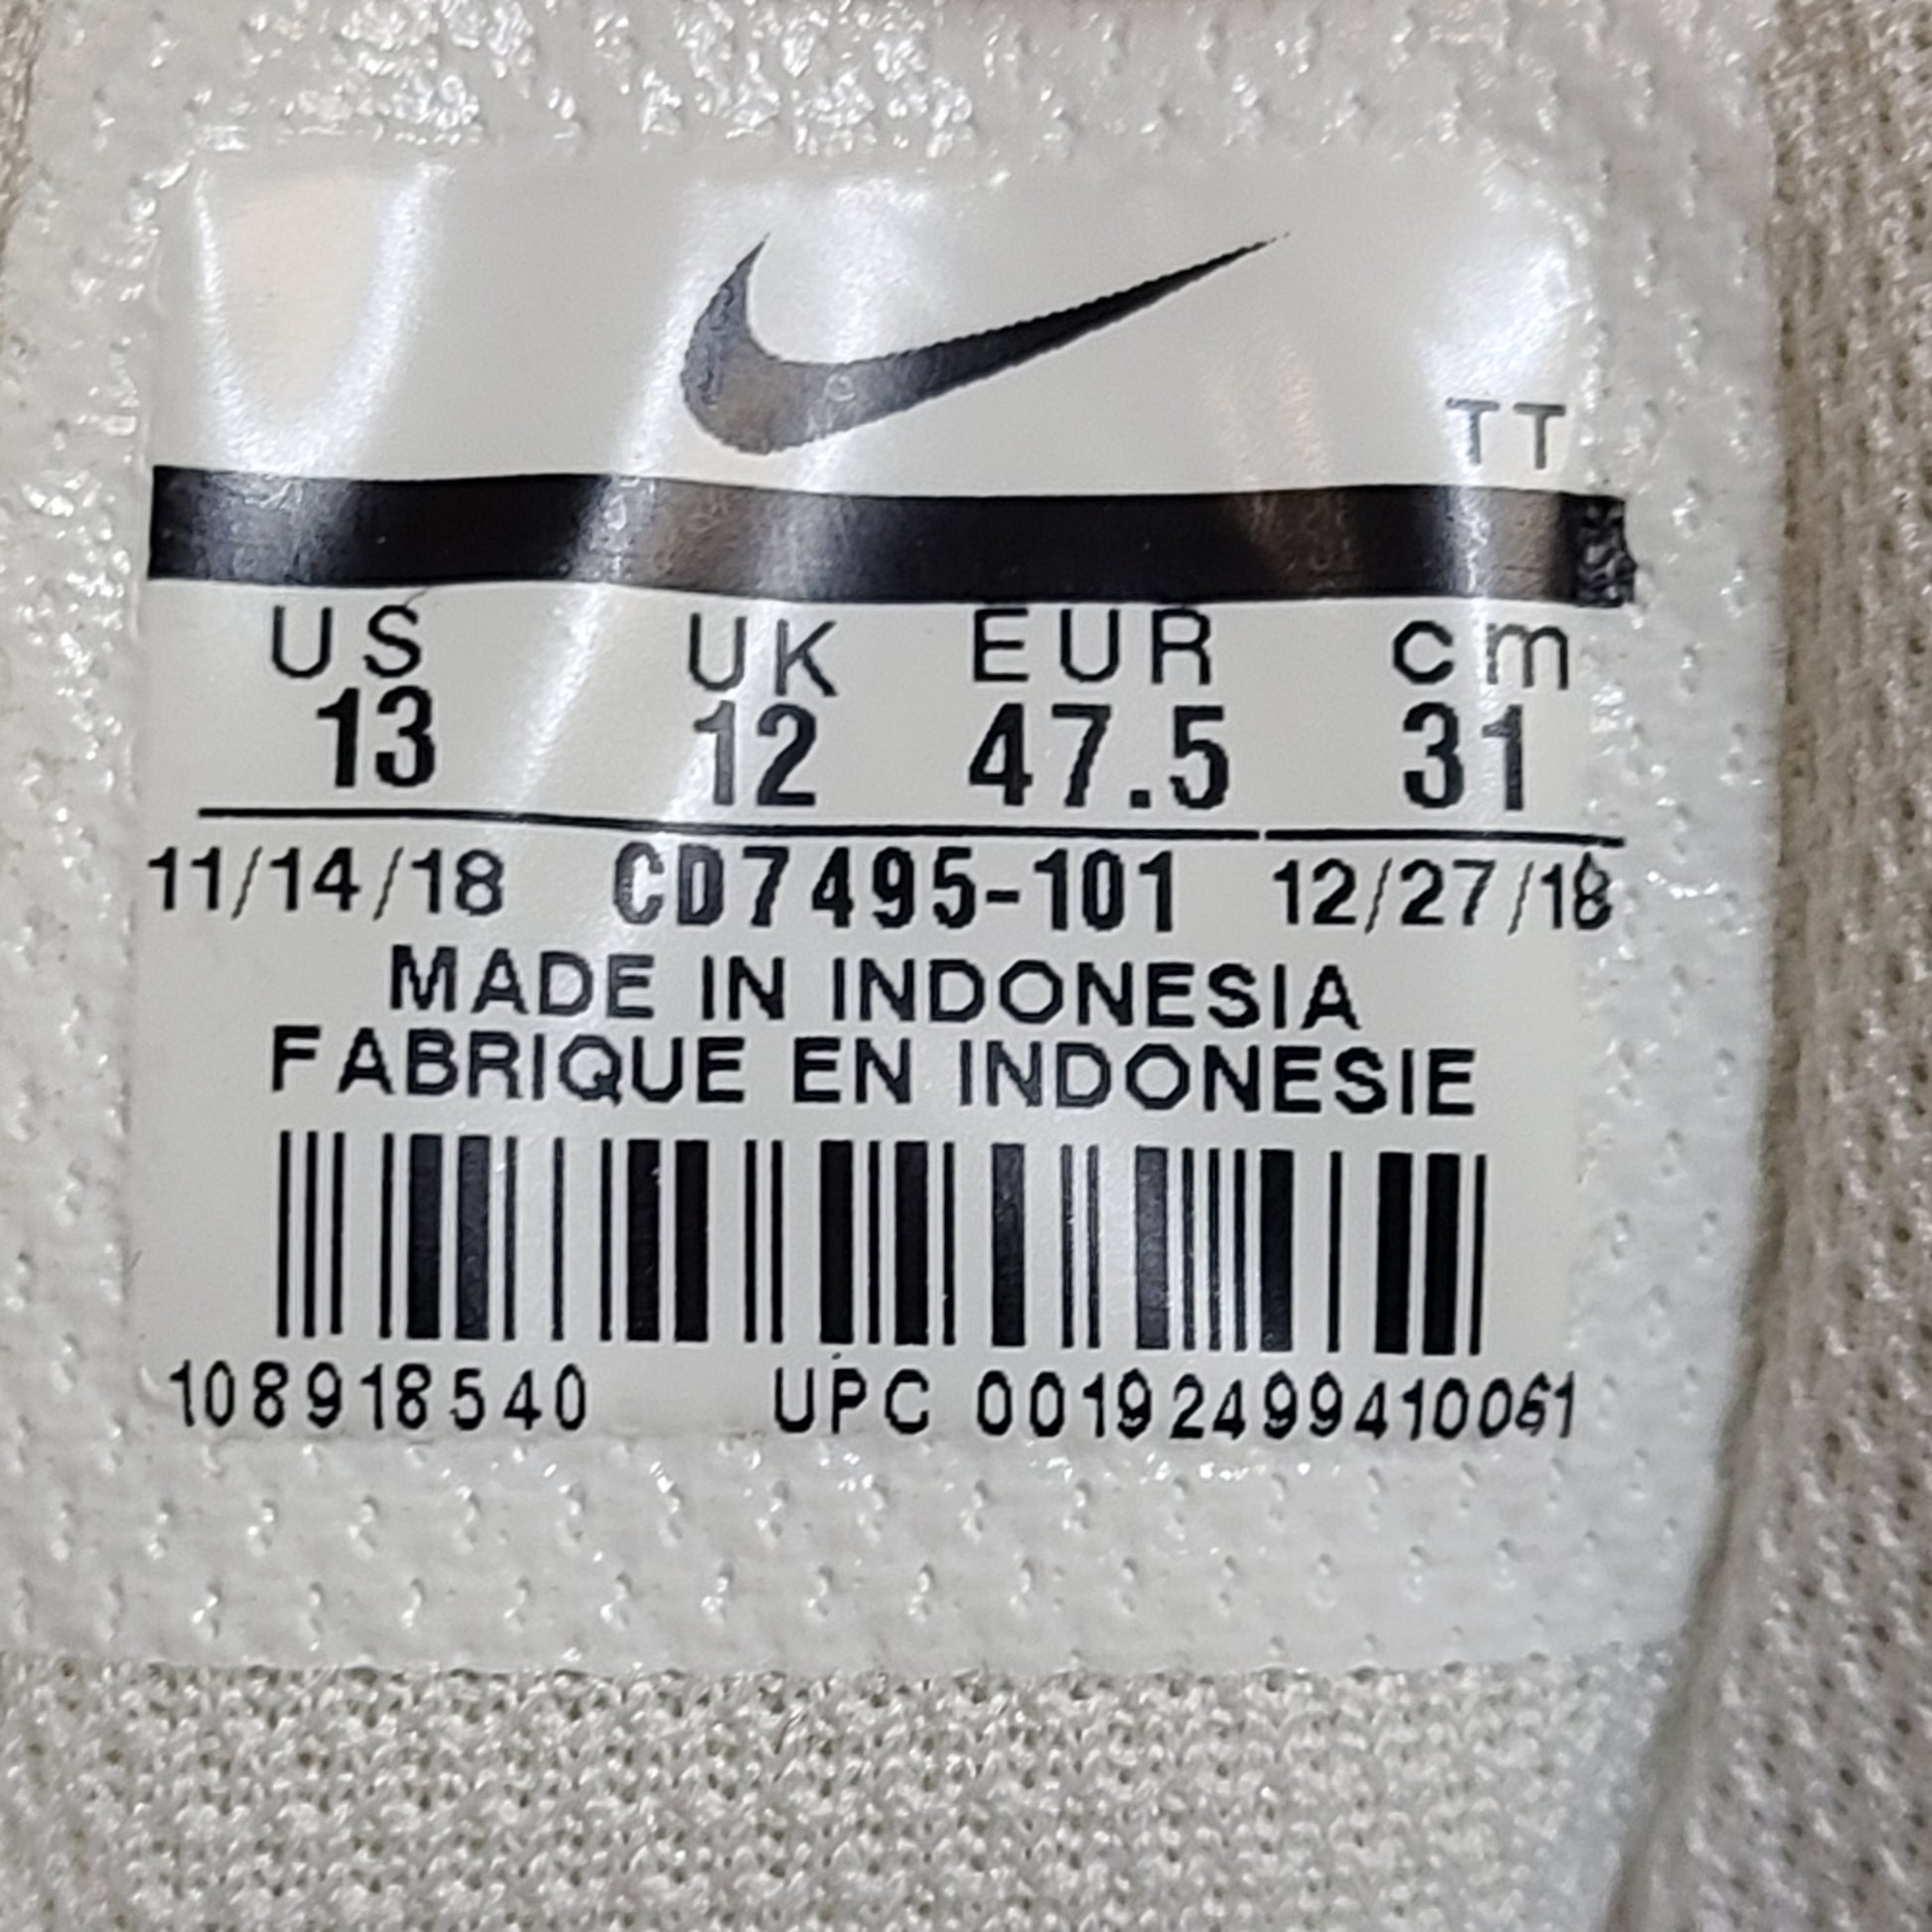 TT
US UK EUR cm
13 12 47.5 31
11/14/18 CD7495-101 12/27/18
MADE IN INDONESIA
FABRIQUE EN INDONESIE
108918540 UPC 00192499410061